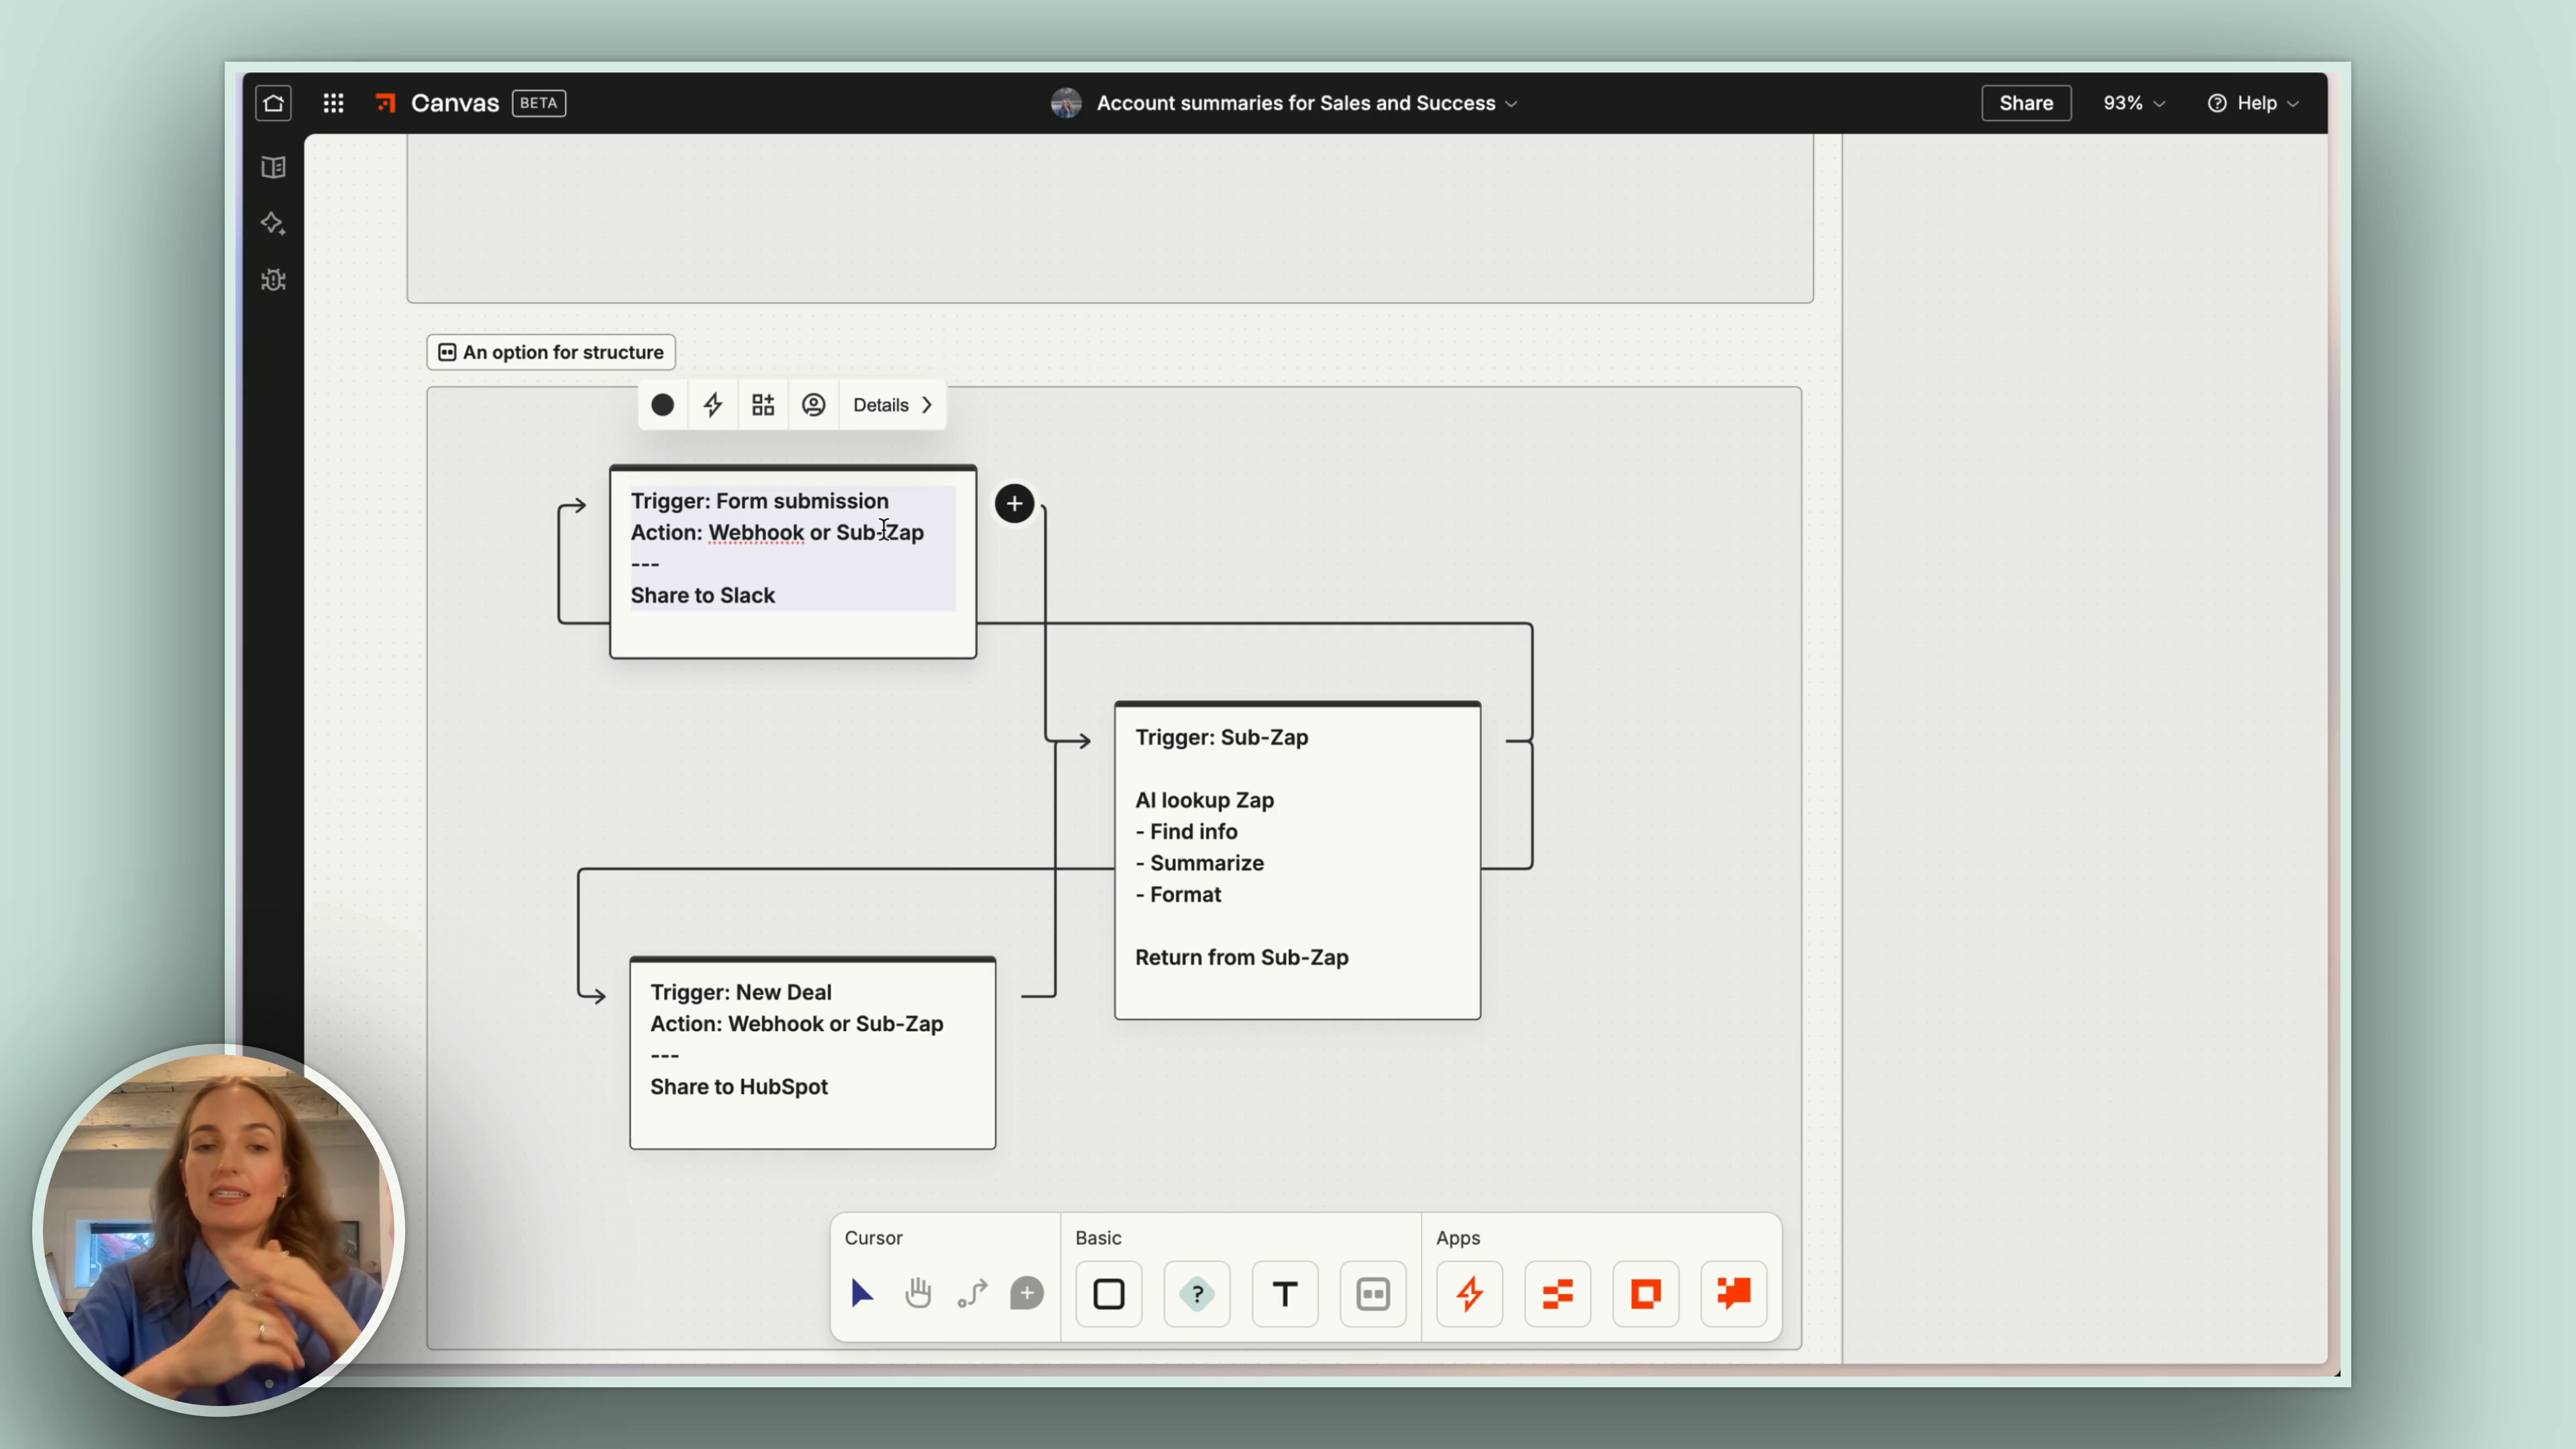 Canvas BETA
Account summaries for Sales and Success
Share
93%
Help
An option for structure
Details
Trigger: Form submission
Action: Webhook or Sub-Zap
---
Share to Slack
Trigger: Sub-Zap
AI lookup Zap
- Find info
- Summarize
- Format
Return from Sub-Zap
Trigger: New Deal
Action: Webhook or Sub-Zap
---
Share to HubSpot
Cursor
Basic
Apps
?
T